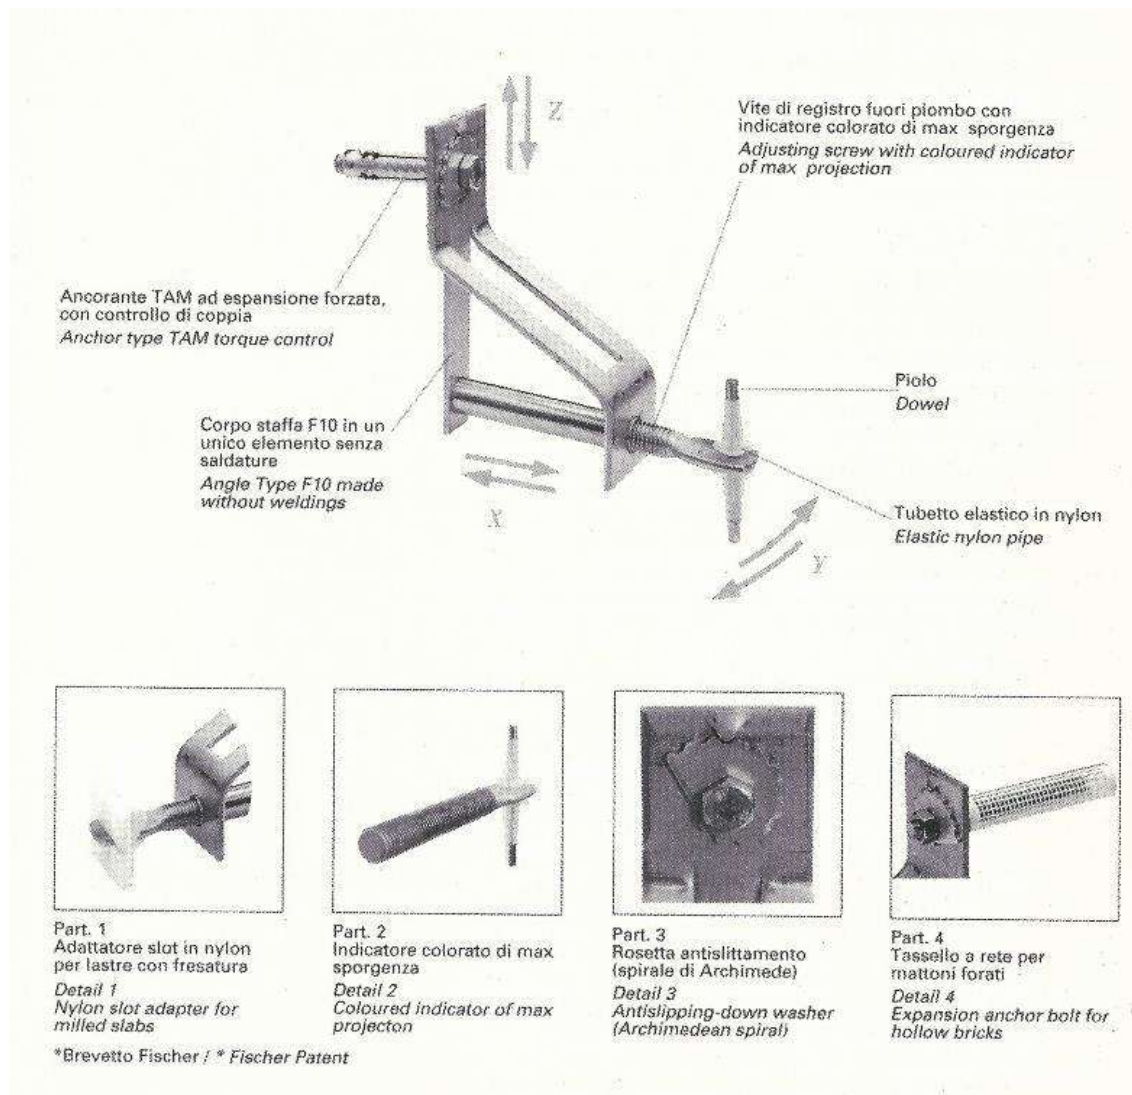 Z
Vite di registro fuori piombo con
indicatore colorato di max sporgenza
Adjusting screw with coloured indicator
of max projection
Ancorante TAM ad espansione forzata,
con controllo di coppia
Anchor type TAM torque control
Piolo
Dowel
Corpo staffa F10 in un
unico elemento senza
saldature
Angle Type F10 made
without weldings
X
Tubetto elastico in nylon
Elastic nylon pipe
Y
Part. 1
Adattatore slot in nylon
per lastre con fresatura
Detail 1
Nylon slot adapter for
milled slabs
Part. 2
Indicatore colorato di max
sporgenza
Detail 2
Coloured indicator of max
projecton
Part. 3
Rosetta antislittamento
(spirale di Archimede)
Detail 3
Antislipping-down washer
(Archimedean spiral)
Part. 4
Tassello a rete per
mattoni forati
Detail 4
Expansion anchor bolt for
hollow bricks
*Brevetto Fischer / * Fischer Patent